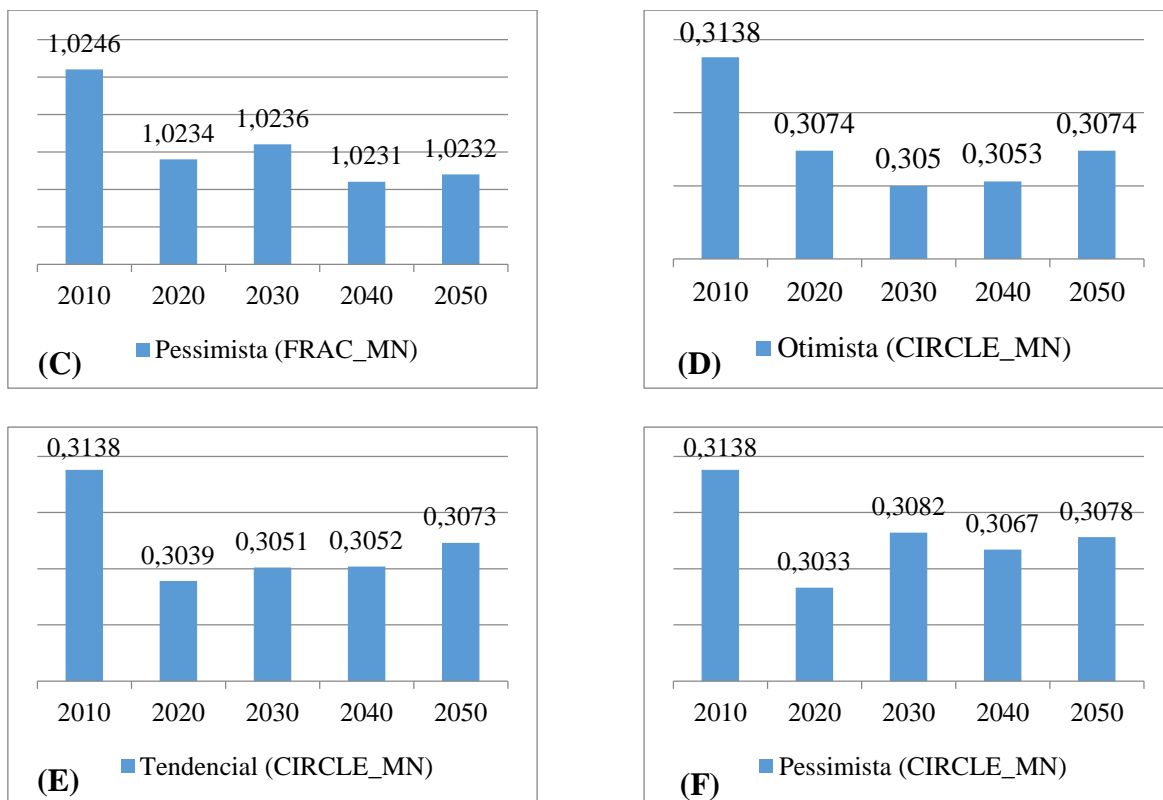 1,0246
1,0234
1,0236
1,0231
1,0232
2010 2020 2030 2040 2050
Pessimista (FRAC_MN)
(C)
0,3138
0,3074
0,305
0,3053
0,3074
2010 2020 2030 2040 2050
Otimista (CIRCLE_MN)
(D)
0,3138
0,3039
0,3051
0,3052
0,3073
2010 2020 2030 2040 2050
Tendencial (CIRCLE_MN)
(E)
0,3138
0,3033
0,3082
0,3067
0,3078
2010 2020 2030 2040 2050
Pessimista (CIRCLE_MN)
(F)